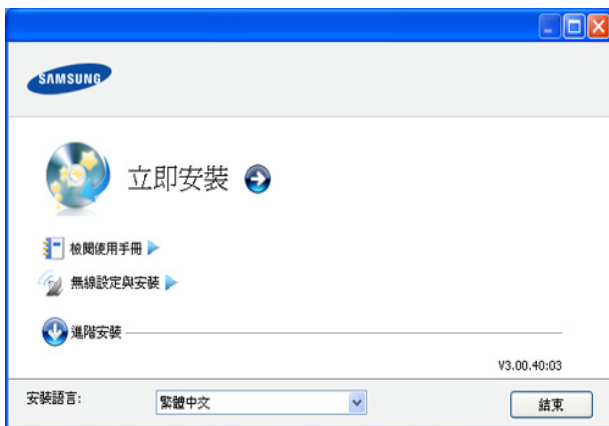 SAMSUNG
立即安裝
檢閱使用手冊
無線設定與安裝
進階安裝
V3.00.40:03
安裝語言:
繁體中文
結束